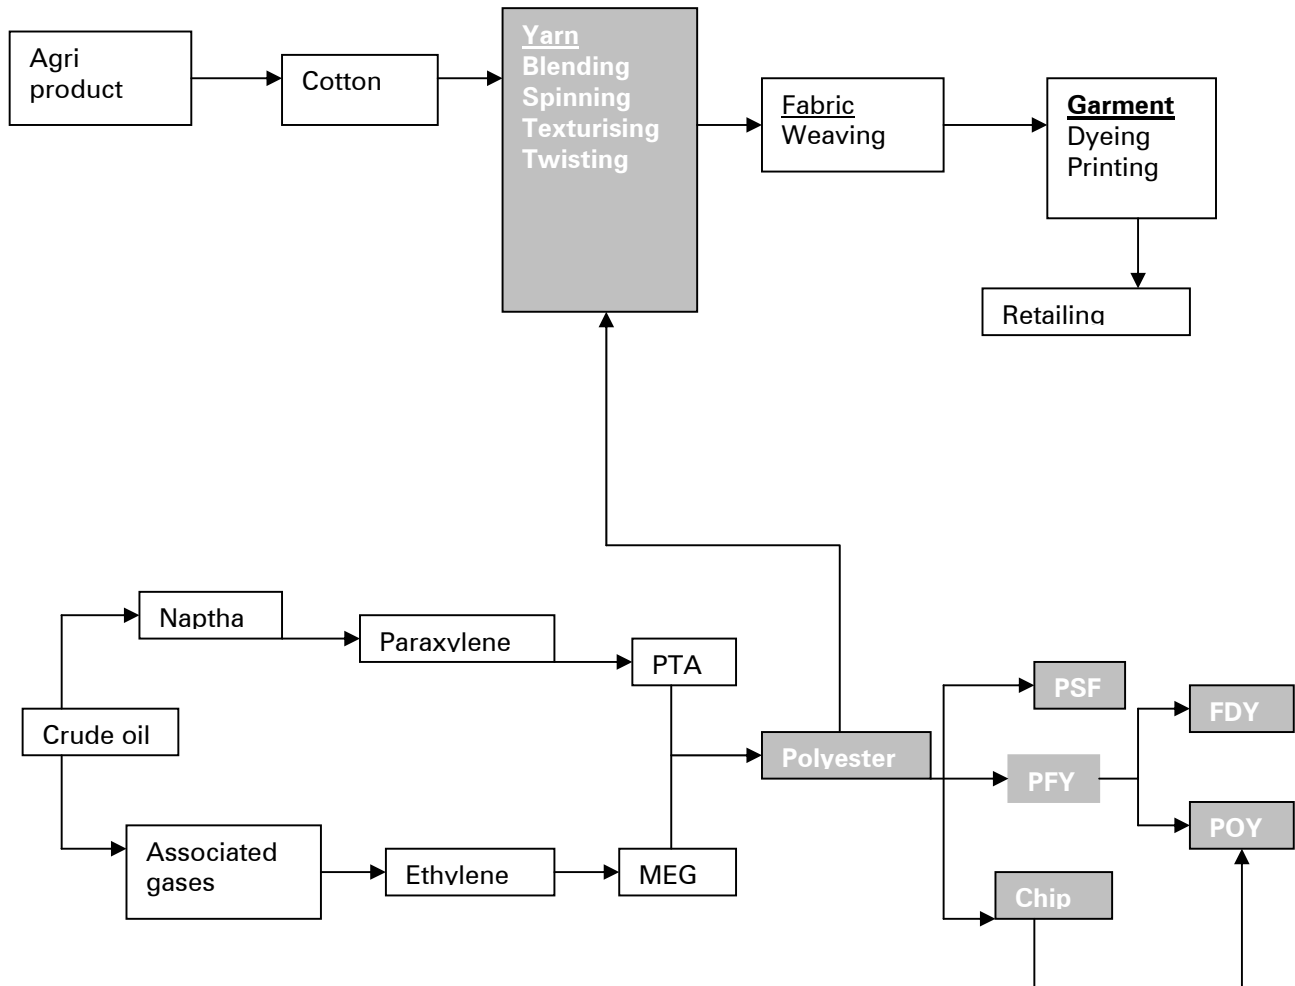 Agri
product
Cotton
Yarn
Blending
Spinning
Texturising
Twisting
Fabric
Weaving
Garment
Dyeing
Printing
Retailing
Naptha
Paraxylene
PTA
Crude oil
Polyester
PSF
FDY
PFY
POY
Associated
gases
Ethylene
MEG
Chip